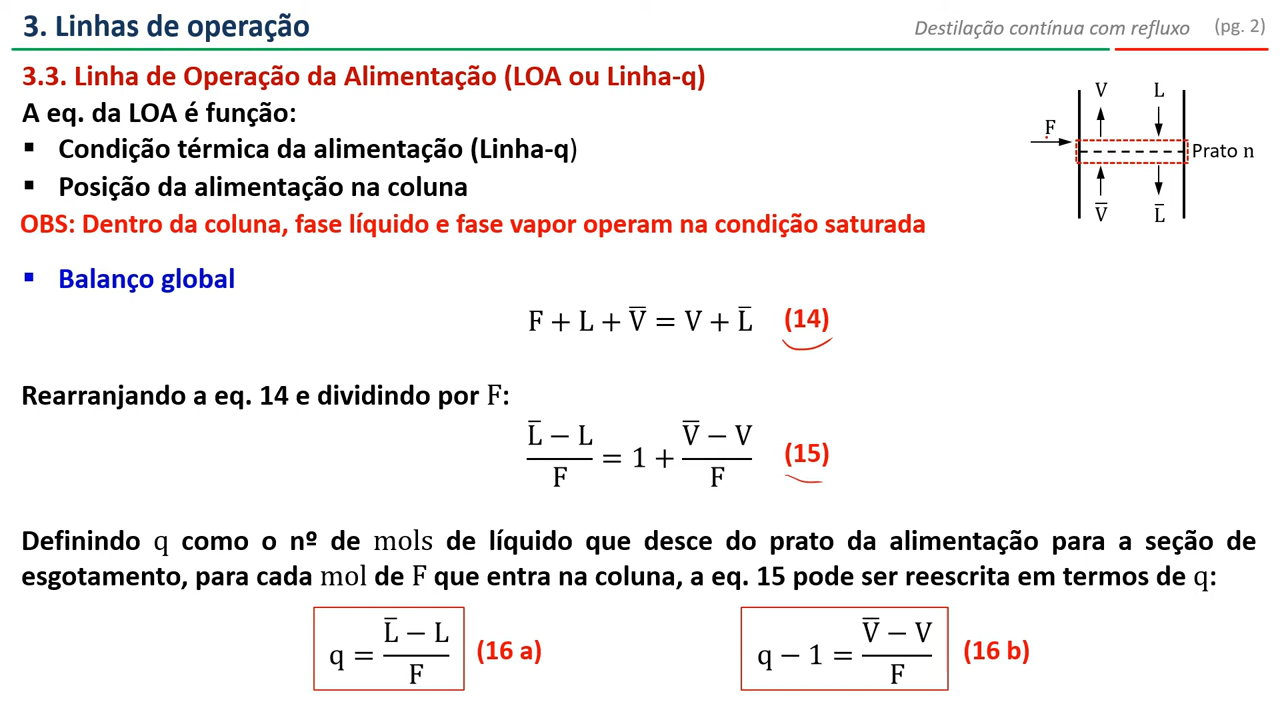 3. Linhas de operação
Destilação contínua com refluxo (pg. 2)
3.3. Linha de Operação da Alimentação (LOA ou Linha-q)
A eq. da LOA é função:
▪ Condição térmica da alimentação (Linha-q)
▪ Posição da alimentação na coluna
OBS: Dentro da coluna, fase líquido e fase vapor operam na condição saturada
V L
F
Prato n
V̅ L̅
▪ Balanço global
F + L + V̅ = V + L̅ (14)
Rearranjando a eq. 14 e dividindo por F:
(L̅ − L)/F = 1 + (V̅ − V)/F (15)
Definindo q como o nº de mols de líquido que desce do prato da alimentação para a seção de
esgotamento, para cada mol de F que entra na coluna, a eq. 15 pode ser reescrita em termos de q:
q = (L̅ − L)/F (16 a)
q − 1 = (V̅ − V)/F (16 b)